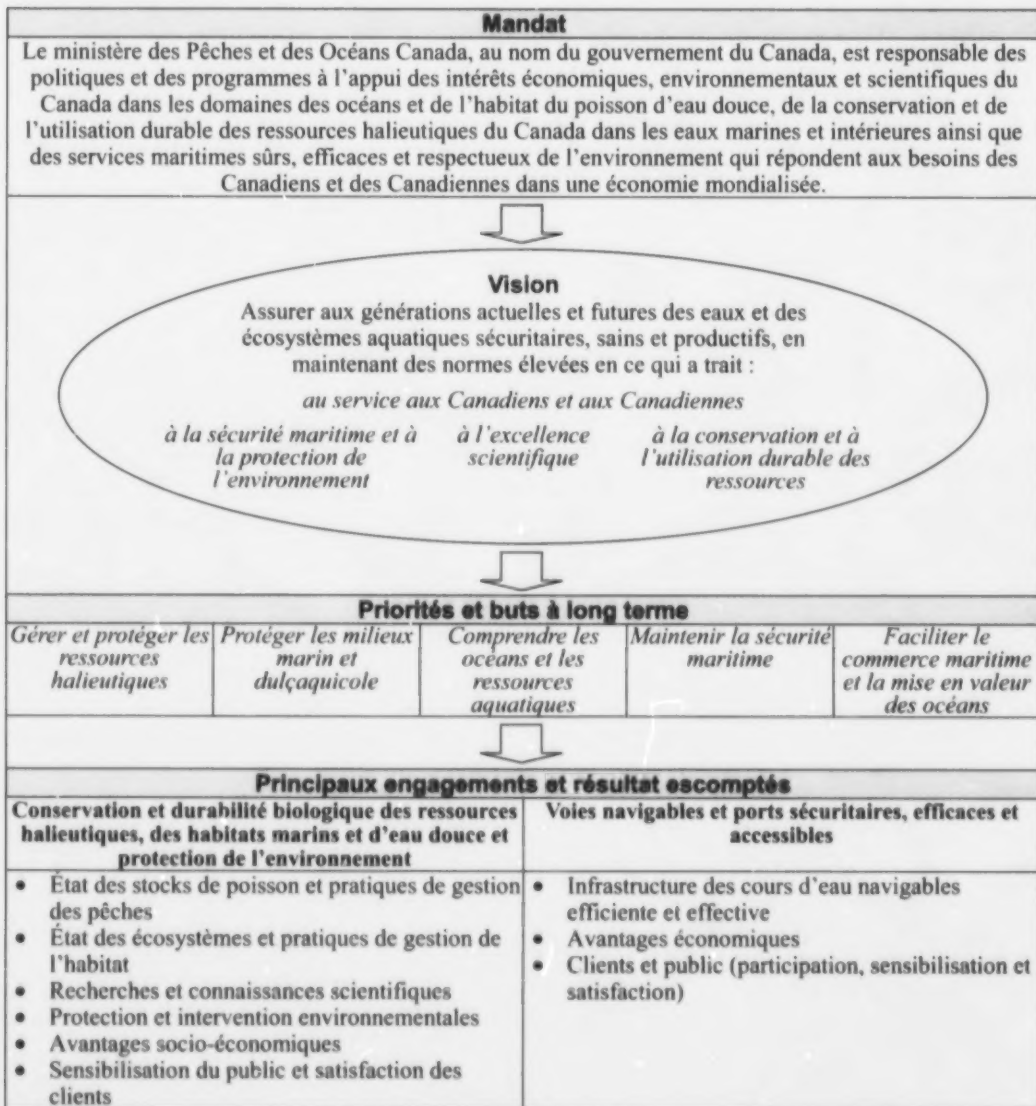 Mandat
Le ministère des Pêches et des Océans Canada, au nom du gouvernement du Canada, est responsable des
politiques et des programmes à l'appui des intérêts économiques, environnementaux et scientifiques du
Canada dans les domaines des océans et de l'habitat du poisson d'eau douce, de la conservation et de
l'utilisation durable des ressources halieutiques du Canada dans les eaux marines et intérieures ainsi que
des services maritimes sûrs, efficaces et respectueux de l'environnement qui répondent aux besoins des
Canadiens et des Canadiennes dans une économie mondialisée.
Vision
Assurer aux générations actuelles et futures des eaux et des
écosystèmes aquatiques sécuritaires, sains et productifs, en
maintenant des normes élevées en ce qui a trait :
au service aux Canadiens et aux Canadiennes
à la sécurité maritime et à
la protection de
l'environnement
à l'excellence
scientifique
à la conservation et à
l'utilisation durable des
ressources
Priorités et buts à long terme
Gérer et protéger les
ressources
halieutiques
Protéger les milieux
marin et
dulçaquicole
Comprendre les
océans et les
ressources
aquatiques
Maintenir la sécurité
maritime
Faciliter le
commerce maritime
et la mise en valeur
des océans
Principaux engagements et résultat escomptés
Conservation et durabilité biologique des ressources
halieutiques, des habitats marins et d'eau douce et
protection de l'environnement
• État des stocks de poisson et pratiques de gestion
des pêches
• État des écosystèmes et pratiques de gestion de
l'habitat
• Recherches et connaissances scientifiques
• Protection et intervention environnementales
• Avantages socio-économiques
• Sensibilisation du public et satisfaction des
clients
Voies navigables et ports sécuritaires, efficaces et
accessibles
• Infrastructure des cours d'eau navigables
efficiente et effective
• Avantages économiques
• Clients et public (participation, sensibilisation et
satisfaction)